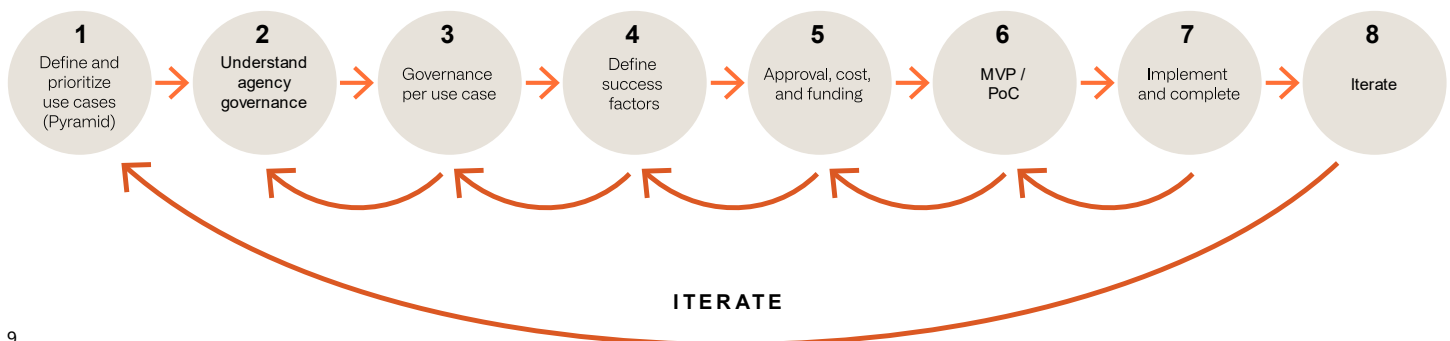 1
Define and
prioritize
use cases
(Pyramid)
2
Understand
agency
governance
3
Governance
per use case
4
Define
success
factors
5
Approval, cost,
and funding
6
MVP /
PoC
7
Implement
and complete
8
Iterate
ITERATE
9